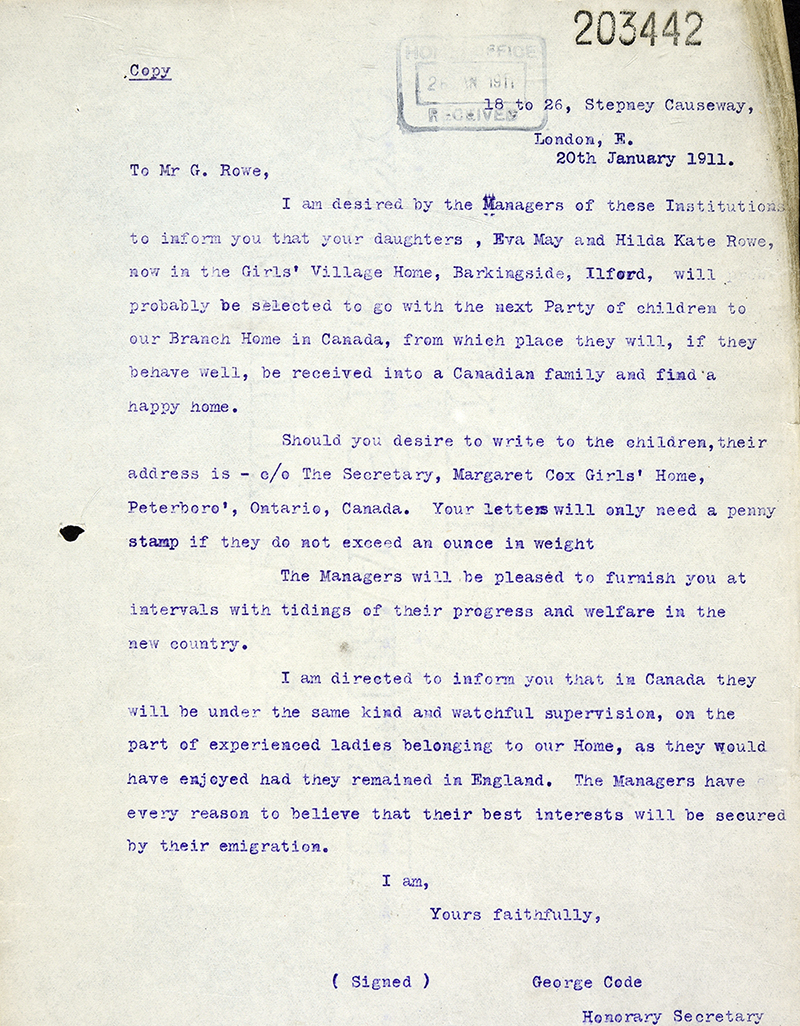 203442
Copy
HOME OFFICE
JAN 1911
RECEIVED
18 to 26, Stepney Causeway,
London, E.
20th January 1911.
To Mr G. Rowe,
I am desired by the Managers of these Institutions
to inform you that your daughters , Eva May and Hilda Kate Rowe,
now in the Girls' Village Home, Barkingside, Ilford, will
probably be selected to go with the next Party of children to
our Branch Home in Canada, from which place they will, if they
behave well, be received into a Canadian family and find a
happy home.
Should you desire to write to the children,their
address is - c/o The Secretary, Margaret Cox Girls' Home,
Peterboro', Ontario, Canada. Your letters will only need a penny
stamp if they do not exceed an ounce in weight
The Managers will be pleased to furnish you at
intervals with tidings of their progress and welfare in the
new country.
I am directed to inform you that in Canada they
will be under the same kind and watchful supervision, on the
part of experienced ladies belonging to our Home, as they would
have enjoyed had they remained in England. The Managers have
every reason to believe that their best interests will be secured
by their emigration.
I am,
Yours faithfully,
( Signed ) George Code
Honorary Secretary